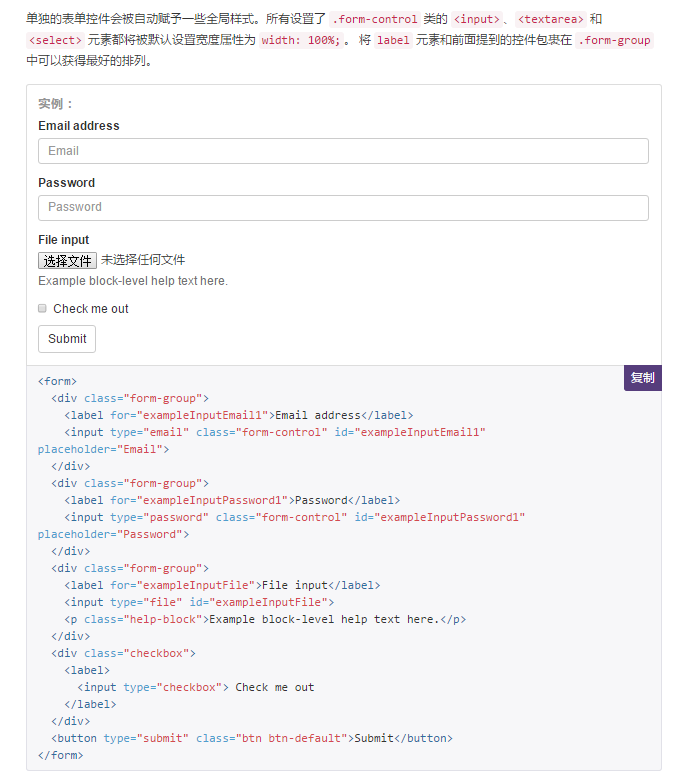 单独的表单控件会被自动赋予一些全局样式。所有设置了 .form-control 类的 <input>、<textarea> 和
<select> 元素都将被默认设置宽度属性为 width: 100%;。 将 label 元素和前面提到的控件包裹在 .form-group
中可以获得最好的排列。
实例：
Email address
Email
Password
Password
File input
选择文件 未选择任何文件
Example block-level help text here.
Check me out
Submit
复制
<form>
  <div class="form-group">
    <label for="exampleInputEmail1">Email address</label>
    <input type="email" class="form-control" id="exampleInputEmail1"
placeholder="Email">
  </div>
  <div class="form-group">
    <label for="exampleInputPassword1">Password</label>
    <input type="password" class="form-control" id="exampleInputPassword1"
placeholder="Password">
  </div>
  <div class="form-group">
    <label for="exampleInputFile">File input</label>
    <input type="file" id="exampleInputFile">
    <p class="help-block">Example block-level help text here.</p>
  </div>
  <div class="checkbox">
    <label>
      <input type="checkbox"> Check me out
    </label>
  </div>
  <button type="submit" class="btn btn-default">Submit</button>
</form>